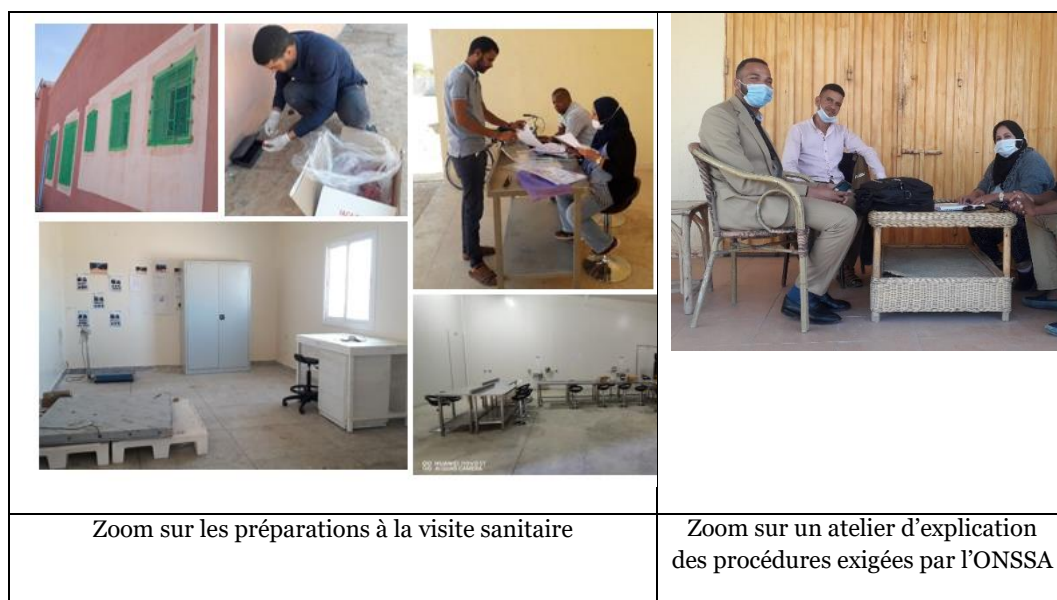 Zoom sur les préparations à la visite sanitaire
Zoom sur un atelier d'explication
des procédures exigées par l'ONSSA